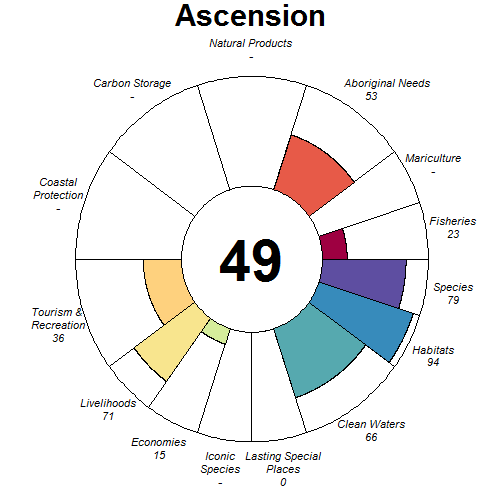 Ascension
Natural Products
-
Carbon Storage
-
Aboriginal Needs
53
Mariculture
-
Coastal
Protection
-
Fisheries
23
49
Species
79
Tourism &
Recreation
36
Habitats
94
Livelihoods
71
Clean Waters
66
Economies
15
Iconic
Species
-
Lasting Special
Places
0